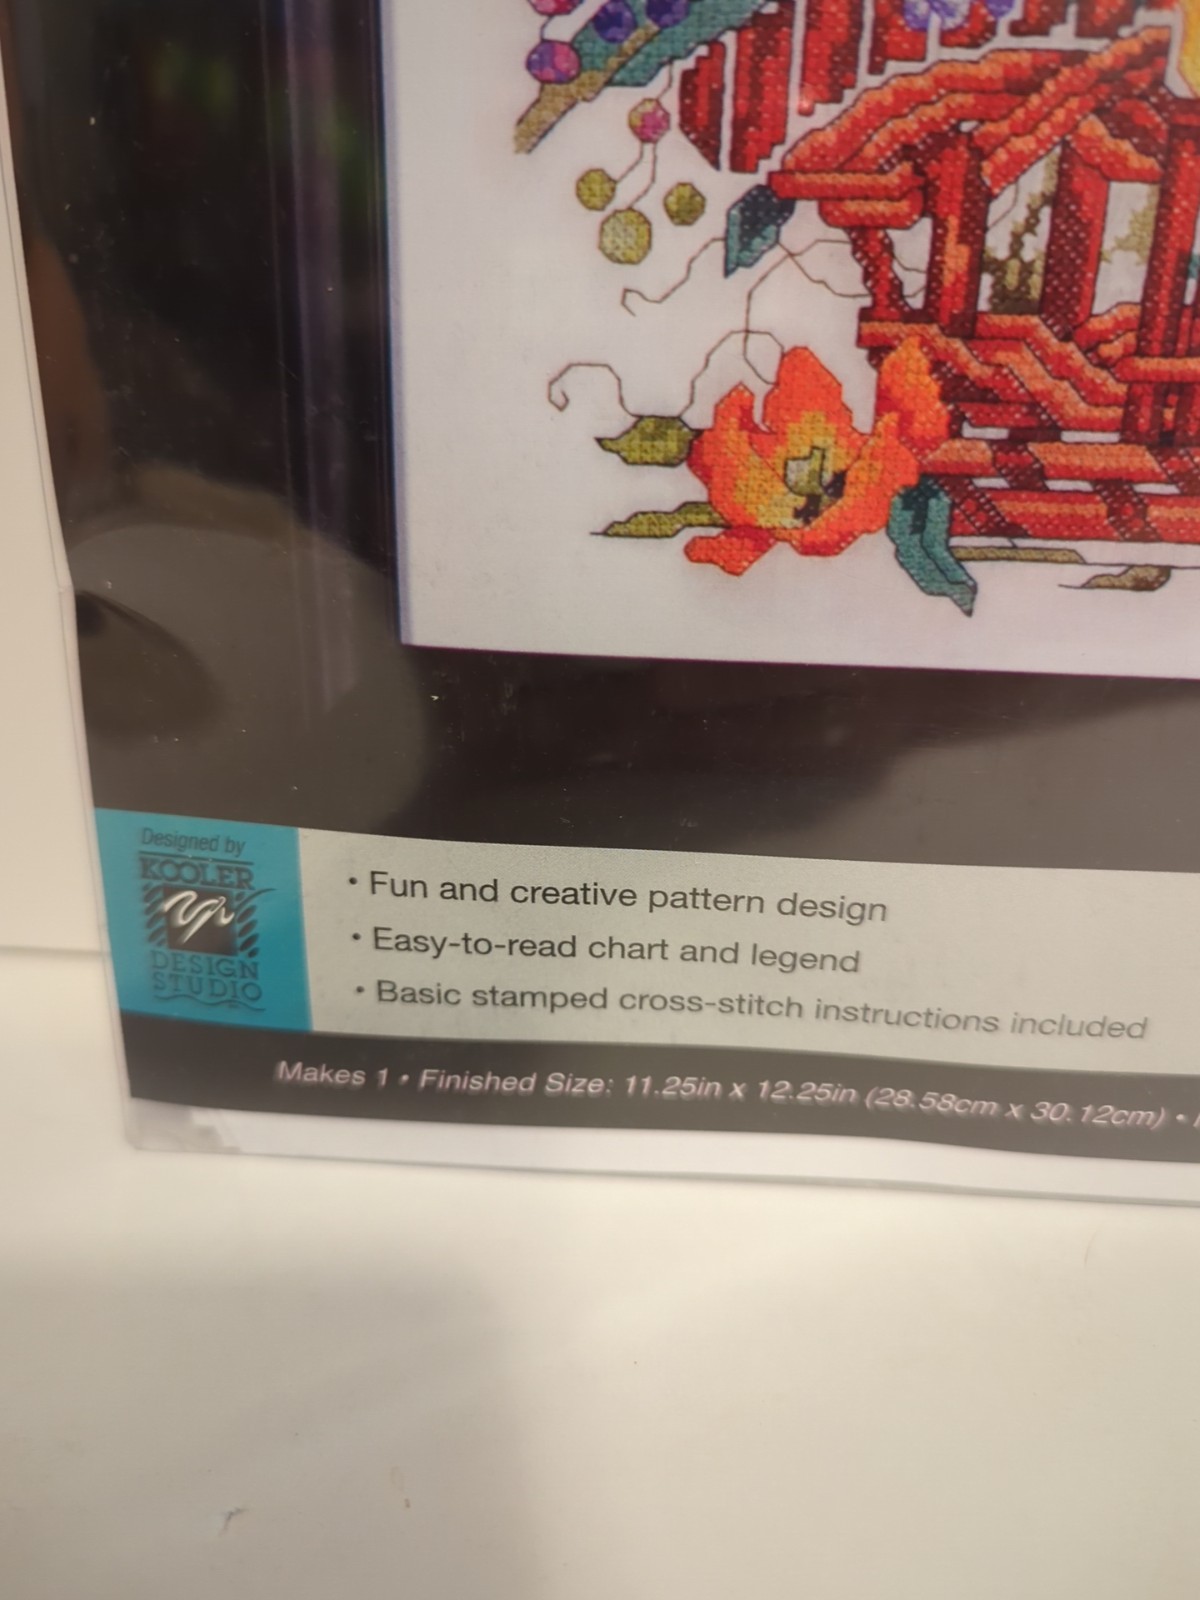 Designed by
KOOLER
DESIGN
STUDIO
• Fun and creative pattern design
• Easy-to-read chart and legend
• Basic stamped cross-stitch instructions included
Makes 1 • Finished Size: 11.25in x 12.25in (28.58cm x 30.12cm) •